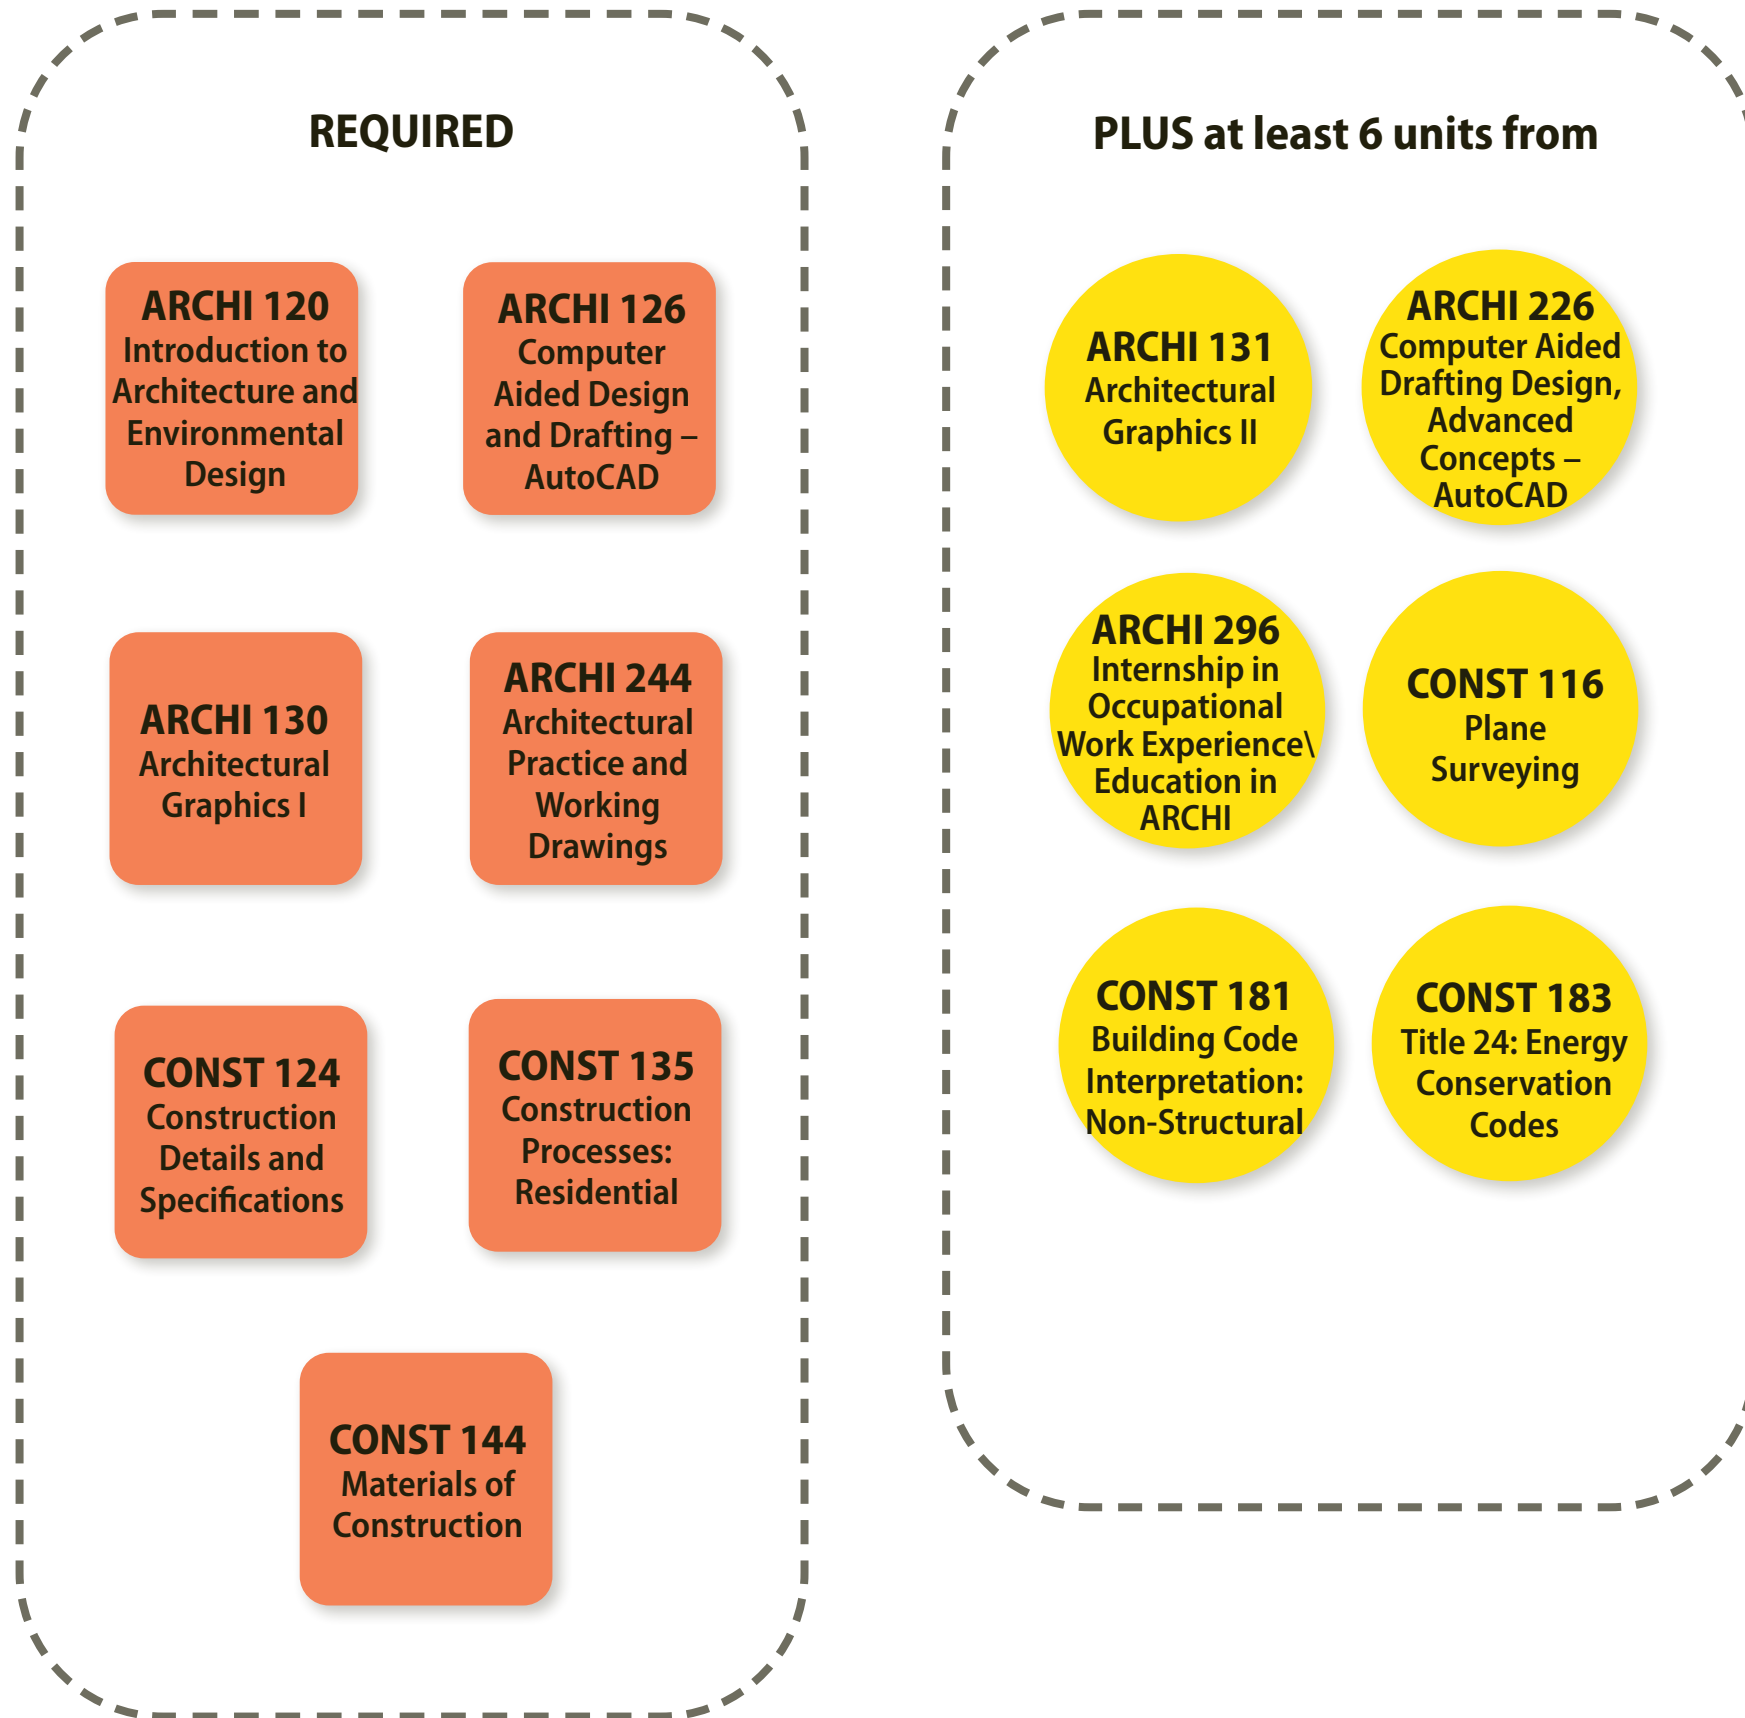 REQUIRED
ARCHI 120
Introduction to
Architecture and
Environmental
Design
ARCHI 126
Computer
Aided Design
and Drafting –
AutoCAD
ARCHI 130
Architectural
Graphics I
ARCHI 244
Architectural
Practice and
Working
Drawings
CONST 124
Construction
Details and
Specifications
CONST 135
Construction
Processes:
Residential
CONST 144
Materials of
Construction
PLUS at least 6 units from
ARCHI 131
Architectural
Graphics II
ARCHI 226
Computer Aided
Drafting Design,
Advanced
Concepts –
AutoCAD
ARCHI 296
Internship in
Occupational
Work Experience\
Education in
ARCHI
CONST 116
Plane
Surveying
CONST 181
Building Code
Interpretation:
Non-Structural
CONST 183
Title 24: Energy
Conservation
Codes